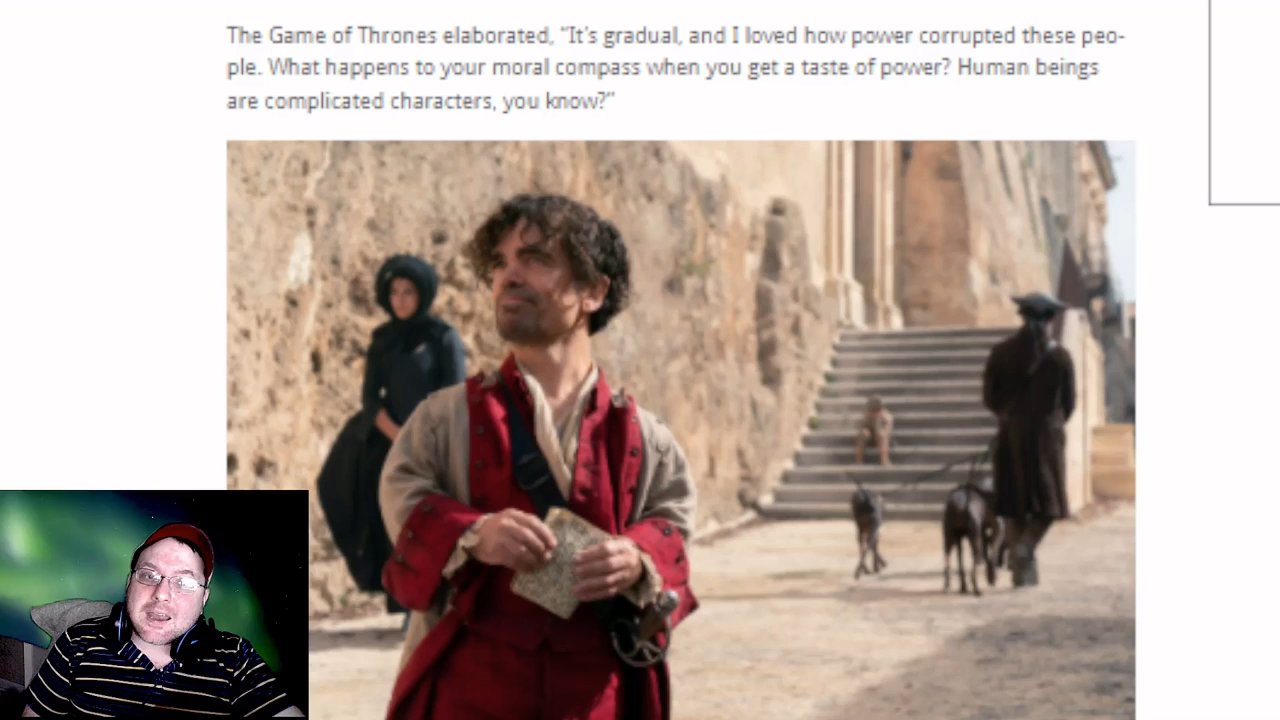 The Game of Thrones elaborated, “It’s gradual, and I loved how power corrupted these peo-
ple. What happens to your moral compass when you get a taste of power? Human beings
are complicated characters, you know?”